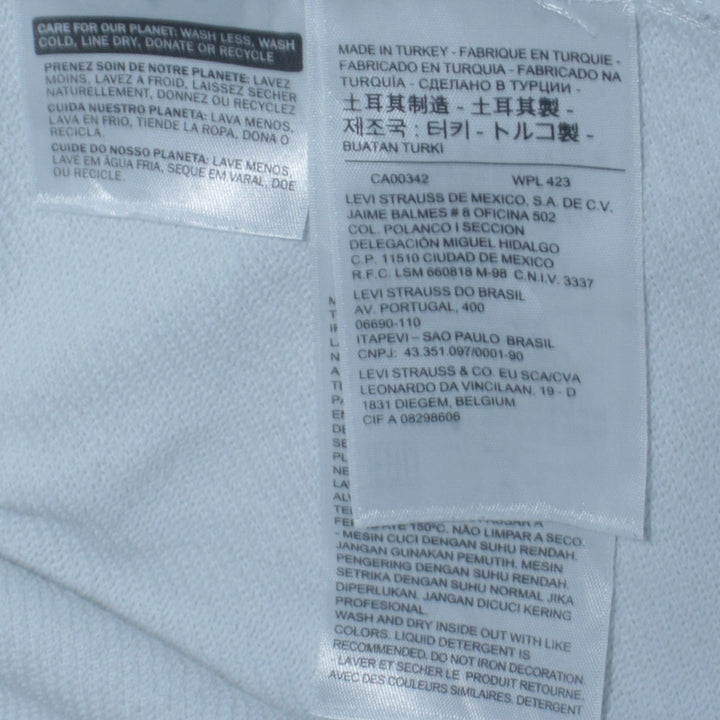 CARE FOR OUR PLANET: WASH LESS, WASH
COLD, LINE DRY, DONATE OR RECYCLE
PRENEZ SOIN DE NOTRE PLANETE: LAVEZ
MOINS, LAVEZ A FROID, LAISSEZ SECHER
NATURELLEMENT, DONNEZ OU RECYCLEZ
CUIDA NUESTRO PLANETA: LAVA MENOS,
LAVA EN FRIO, TIENDE LA ROPA, DONA O
RECICLA.
CUIDE DO NOSSO PLANETA: LAVE MENOS,
LAVE EM ÁGUA FRIA, SEQUE EM VARAL, DOE
OU RECICLE.
MADE IN TURKEY - FABRIQUE EN TURQUIE -
FABRICADO EN TURQUIA - FABRICADO NA
TURQUÍA - СДЕЛАНО В ТУРЦИИ -
土耳其制造 - 土耳其製 -
제조국 : 터키 - トルコ製 -
BUATAN TURKI
CA00342 WPL 423
LEVI STRAUSS DE MEXICO, S.A. DE C.V.
JAIME BALMES # 8 OFICINA 502
COL. POLANCO I SECCION
DELEGACIÓN MIGUEL HIDALGO
C.P. 11510 CIUDAD DE MEXICO
R.F.C. LSM 660818 M-98 C.N.I.V. 3337
LEVI STRAUSS DO BRASIL
AV. PORTUGAL, 400
06690-110
ITAPEVI – SAO PAULO BRASIL
CNPJ: 43.351.097/0001-90
LEVI STRAUSS & CO. EU SCA/CVA
LEONARDO DA VINCILAAN, 19 - D
1831 DIEGEM, BELGIUM
CIF A 08298606
ATE 150ºC. NÃO LIMPAR A SECO.
- MESIN CUCI DENGAN SUHU RENDAH.
JANGAN GUNAKAN PEMUTIH. MESIN
PENGERING DENGAN SUHU RENDAH.
SETRIKA DENGAN SUHU NORMAL JIKA
DIPERLUKAN. JANGAN DICUCI KERING
PROFESIONAL.
WASH AND DRY INSIDE OUT WITH LIKE
COLORS. LIQUID DETERGENT IS
RECOMMENDED. DO NOT IRON DECORATION
- LAVER ET SECHER LE PRODUIT RETOURNE,
AVEC DES COULEURS SIMILAIRES. DETERGENT